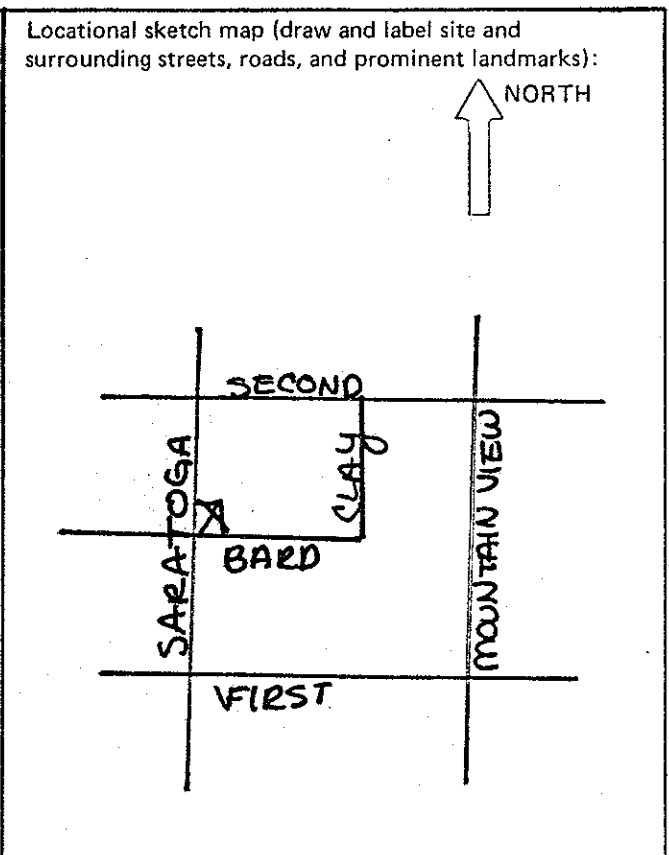 Locational sketch map (draw and label site and
surrounding streets, roads, and prominent landmarks):
NORTH
SECOND
SARATOGA
CLAY
MOUNTAIN VIEW
BARD
FIRST